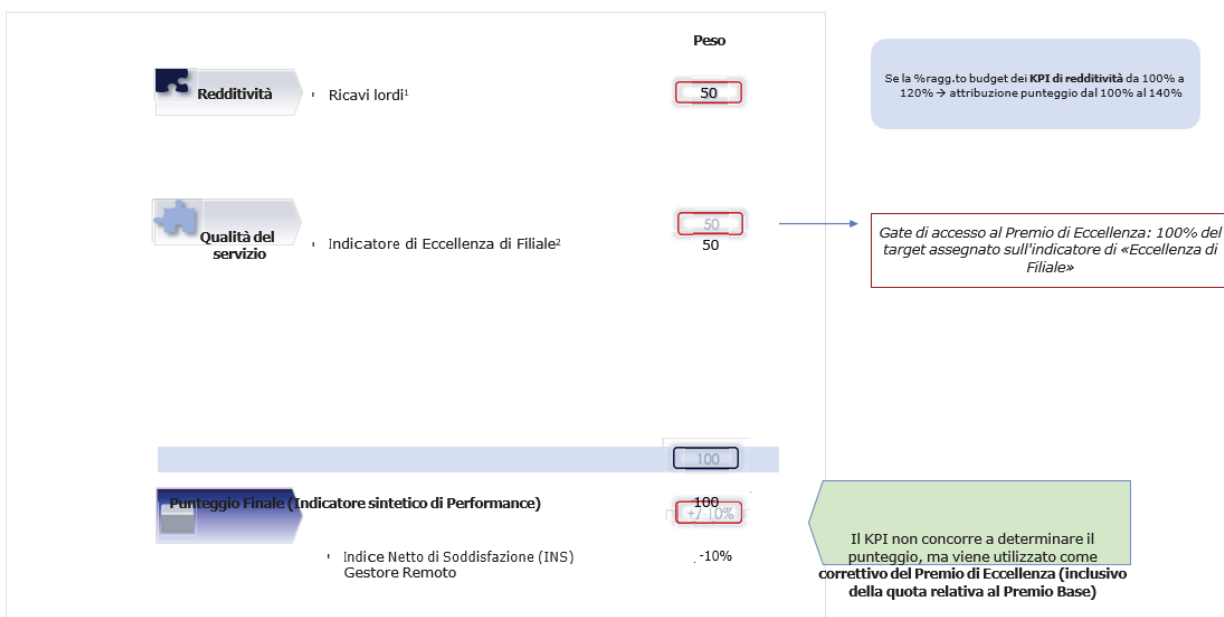 Peso
Redditività
Ricavi lordi¹
50
Se la %ragg.to budget dei KPI di redditività da 100% a
120% → attribuzione punteggio dal 100% al 140%
Qualità del
servizio
Indicatore di Eccellenza di Filiale²
50
50
Gate di accesso al Premio di Eccellenza: 100% del
target assegnato sull'indicatore di «Eccellenza di
Filiale»
100
Punteggio Finale (Indicatore sintetico di Performance)
100
+/-10%
Indice Netto di Soddisfazione (INS)
Gestore Remoto
-10%
Il KPI non concorre a determinare il
punteggio, ma viene utilizzato come
correttivo del Premio di Eccellenza (inclusivo
della quota relativa al Premio Base)